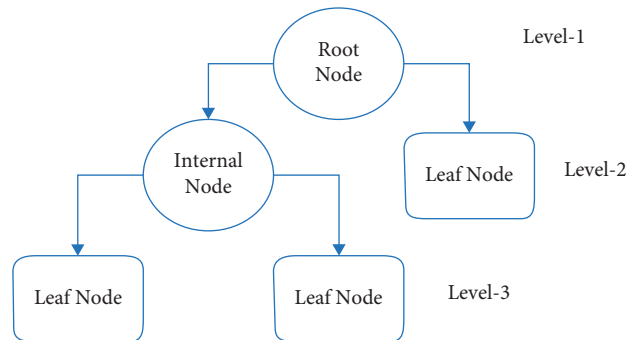 Root
Node
Level-1
Internal
Node
Leaf Node
Level-2
Leaf Node
Leaf Node
Level-3